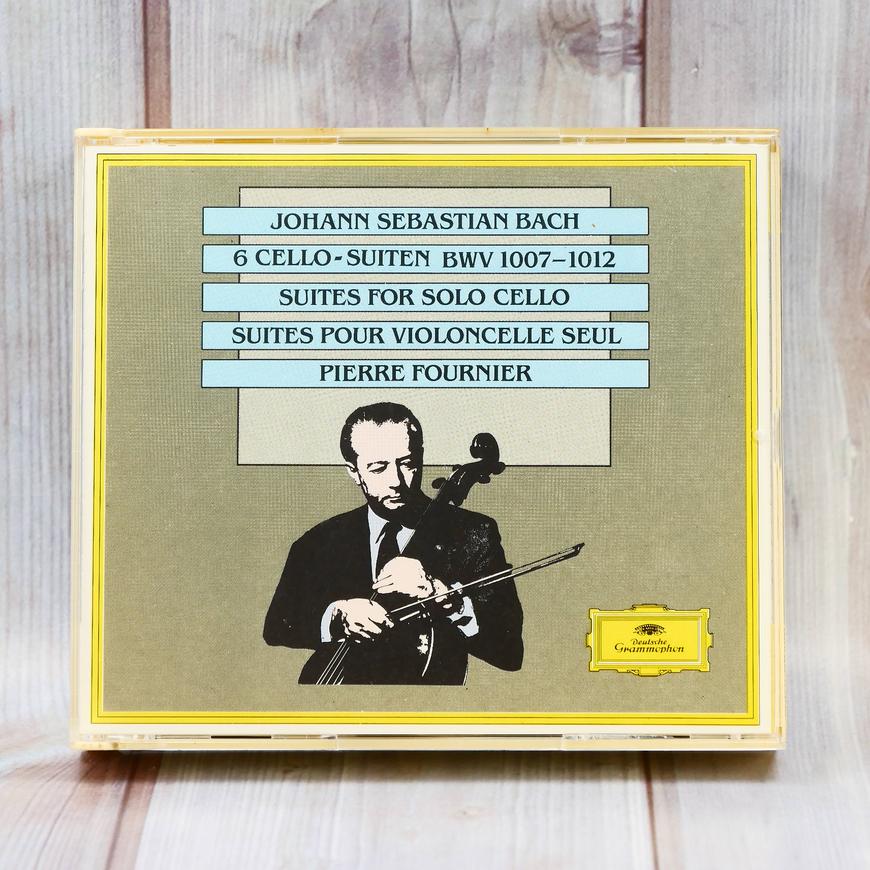 JOHANN SEBASTIAN BACH
6 CELLO-SUITEN BWV 1007–1012
SUITES FOR SOLO CELLO
SUITES POUR VIOLONCELLE SEUL
PIERRE FOURNIER
Deutsche
Grammophon